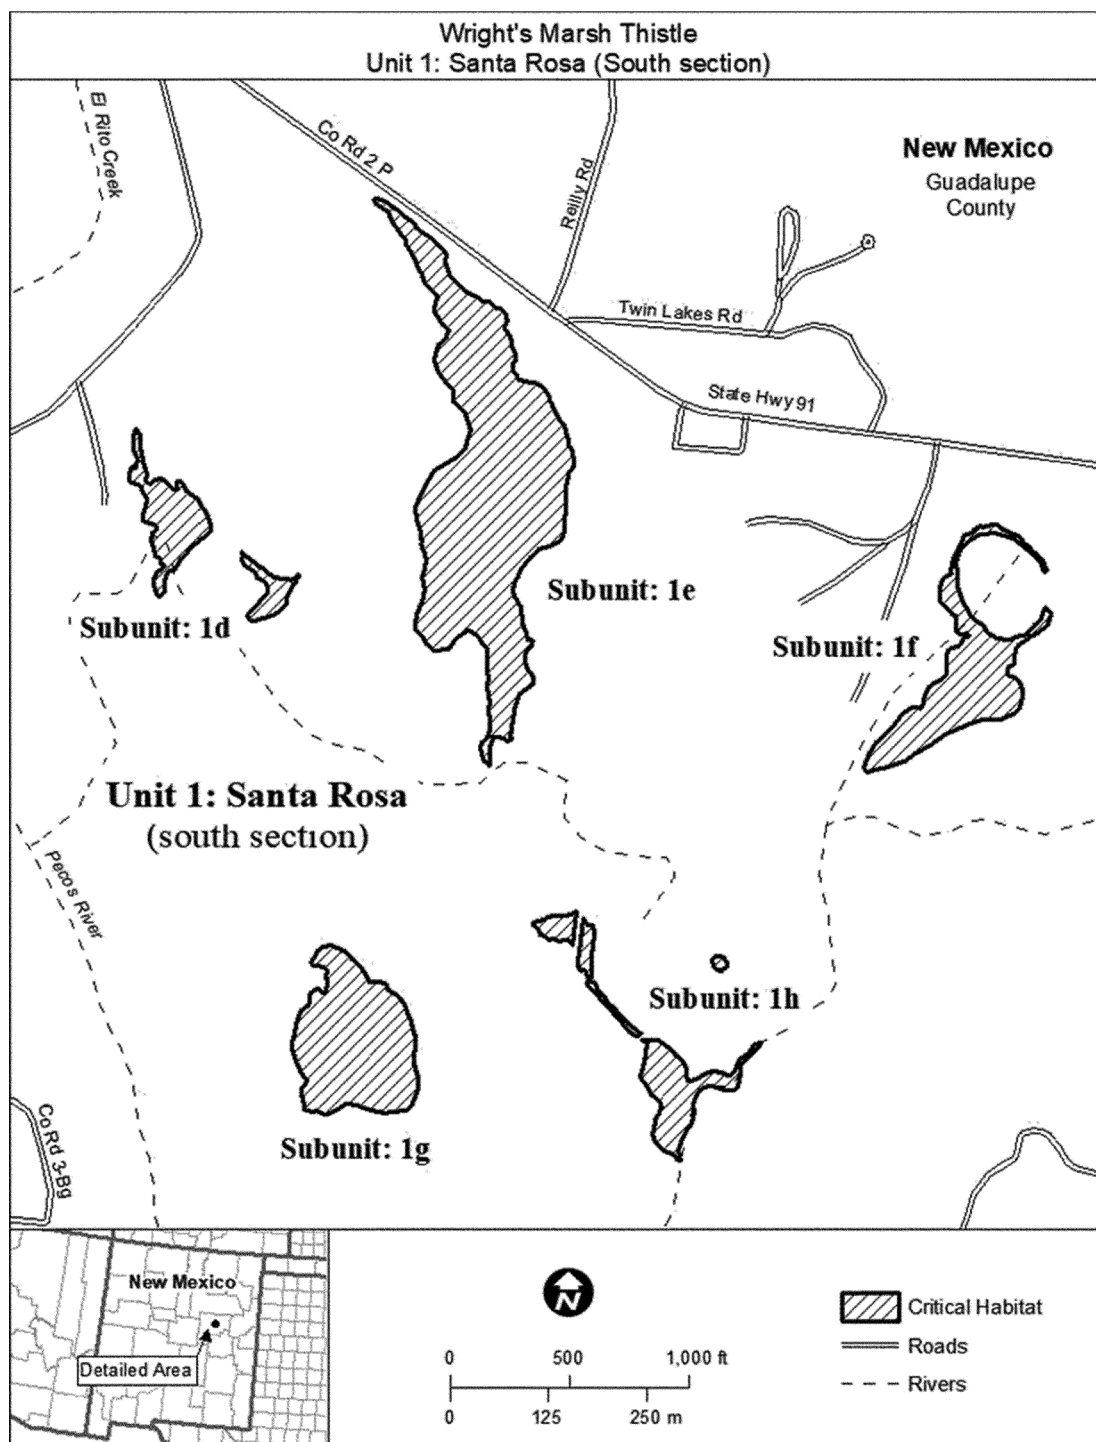 Wright's Marsh Thistle
Unit 1: Santa Rosa (South section)
El Rito Creek
Co Rd 2 P
Reilly Rd
New Mexico
Guadalupe
County
Twin Lakes Rd
State Hwy 91
Subunit: 1e
Subunit: 1d
Subunit: 1f
Unit 1: Santa Rosa
(south section)
Pecos River
Subunit: 1h
Subunit: 1g
Co Rd 3-Bg
New Mexico
Detailed Area
N
0 500 1,000 ft
0 125 250 m
Critical Habitat
Roads
Rivers